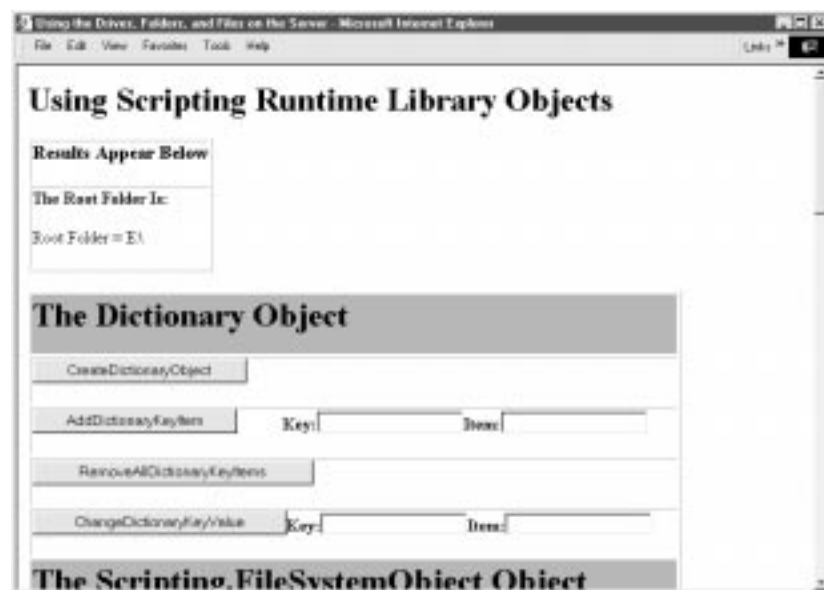 Using the Drives, Folders, and Files on the Server - Microsoft Internet Explorer
File Edit View Favorites Tools Help
Links »
Using Scripting Runtime Library Objects
Results Appear Below
The Root Folder Is:
Root Folder = E:\
The Dictionary Object
CreateDictionaryObject
AddDictionaryKeyItem Key: Item:
RemoveAllDictionaryKeyItems
ChangeDictionaryKeyValue Key: Item:
The Scripting.FileSystemObject Object